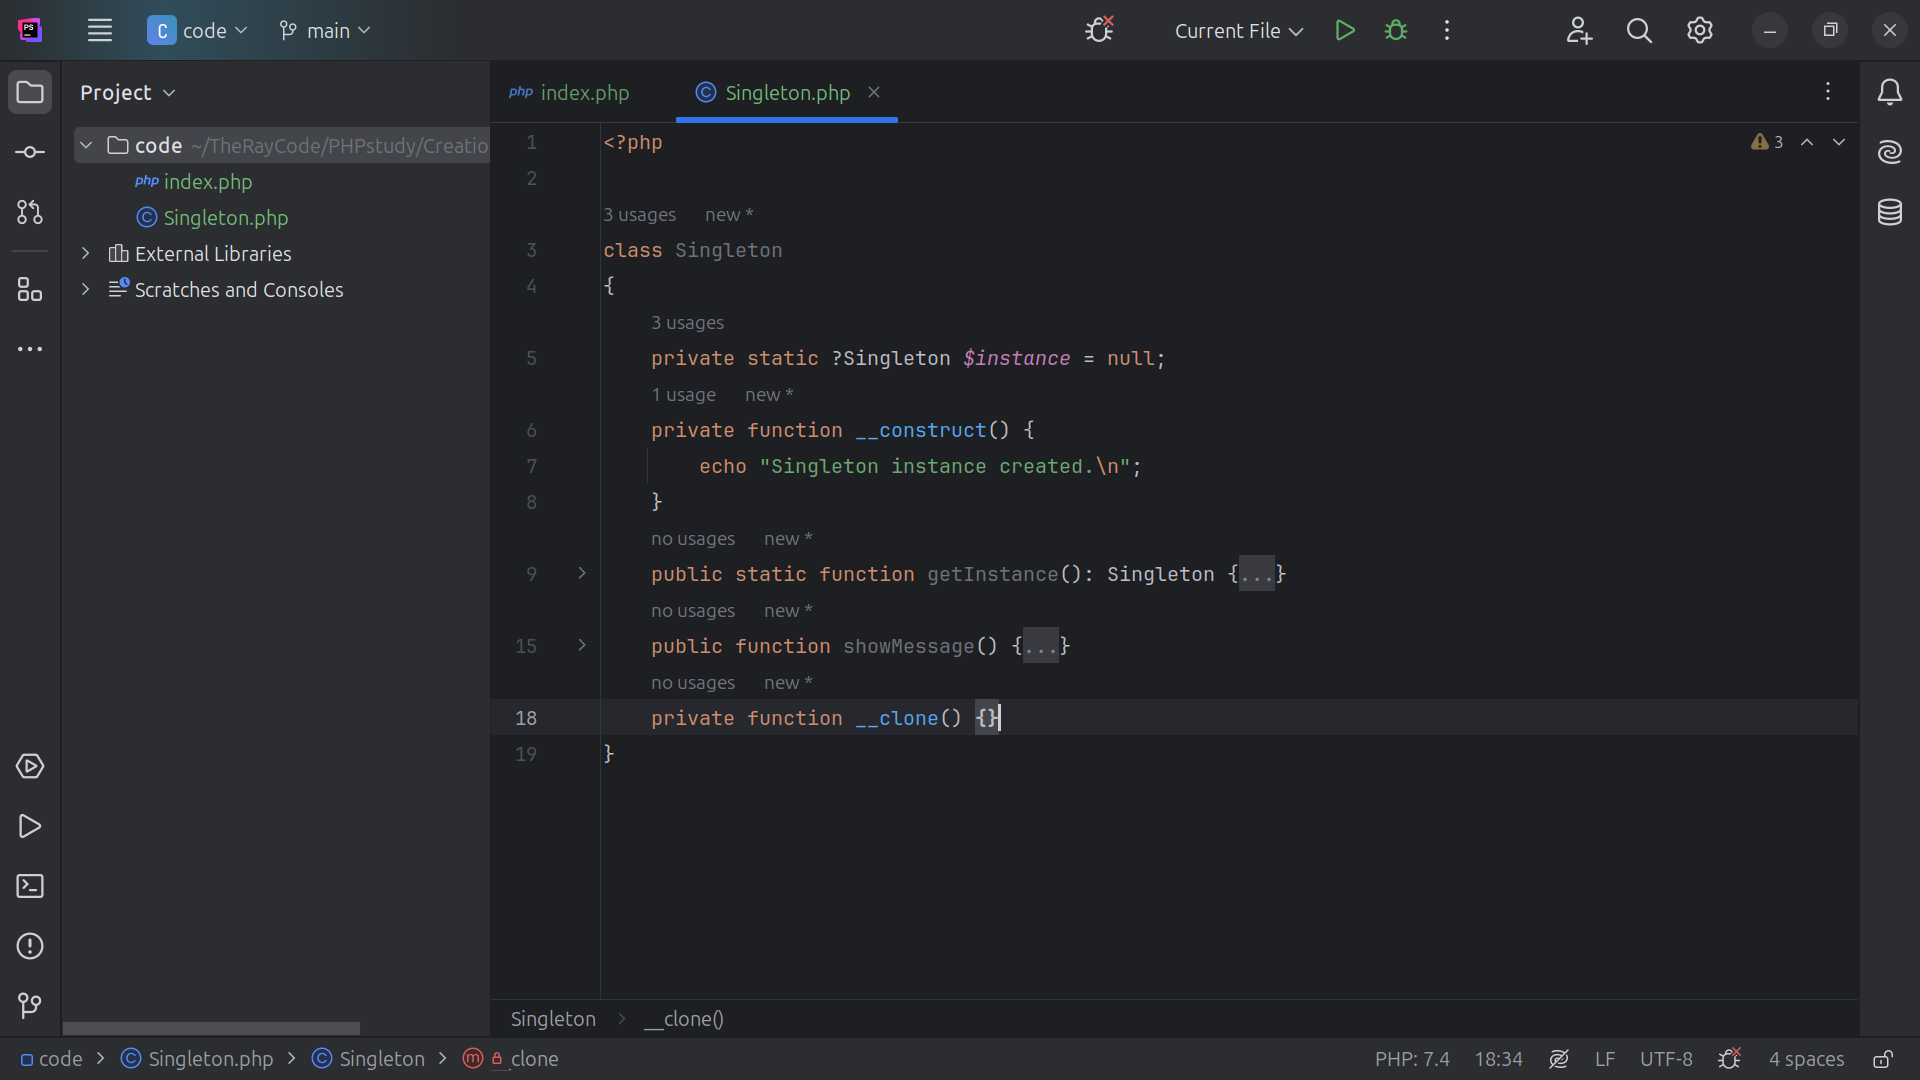 PS
C code
main
Current File
Project
php index.php
Singleton.php
code ~/TheRayCode/PHPstudy/Creatio
php index.php
Singleton.php
External Libraries
Scratches and Consoles
3
1 <?php
2
3 usages new *
3 class Singleton
4 {
3 usages
5 private static ?Singleton $instance = null;
1 usage new *
6 private function __construct() {
7 echo "Singleton instance created.\n";
8 }
no usages new *
9 public static function getInstance(): Singleton {...}
no usages new *
15 public function showMessage() {...}
no usages new *
18 private function __clone() {}
19 }
Singleton > __clone()
code > Singleton.php > Singleton > m __clone
PHP: 7.4 18:34 LF UTF-8 4 spaces